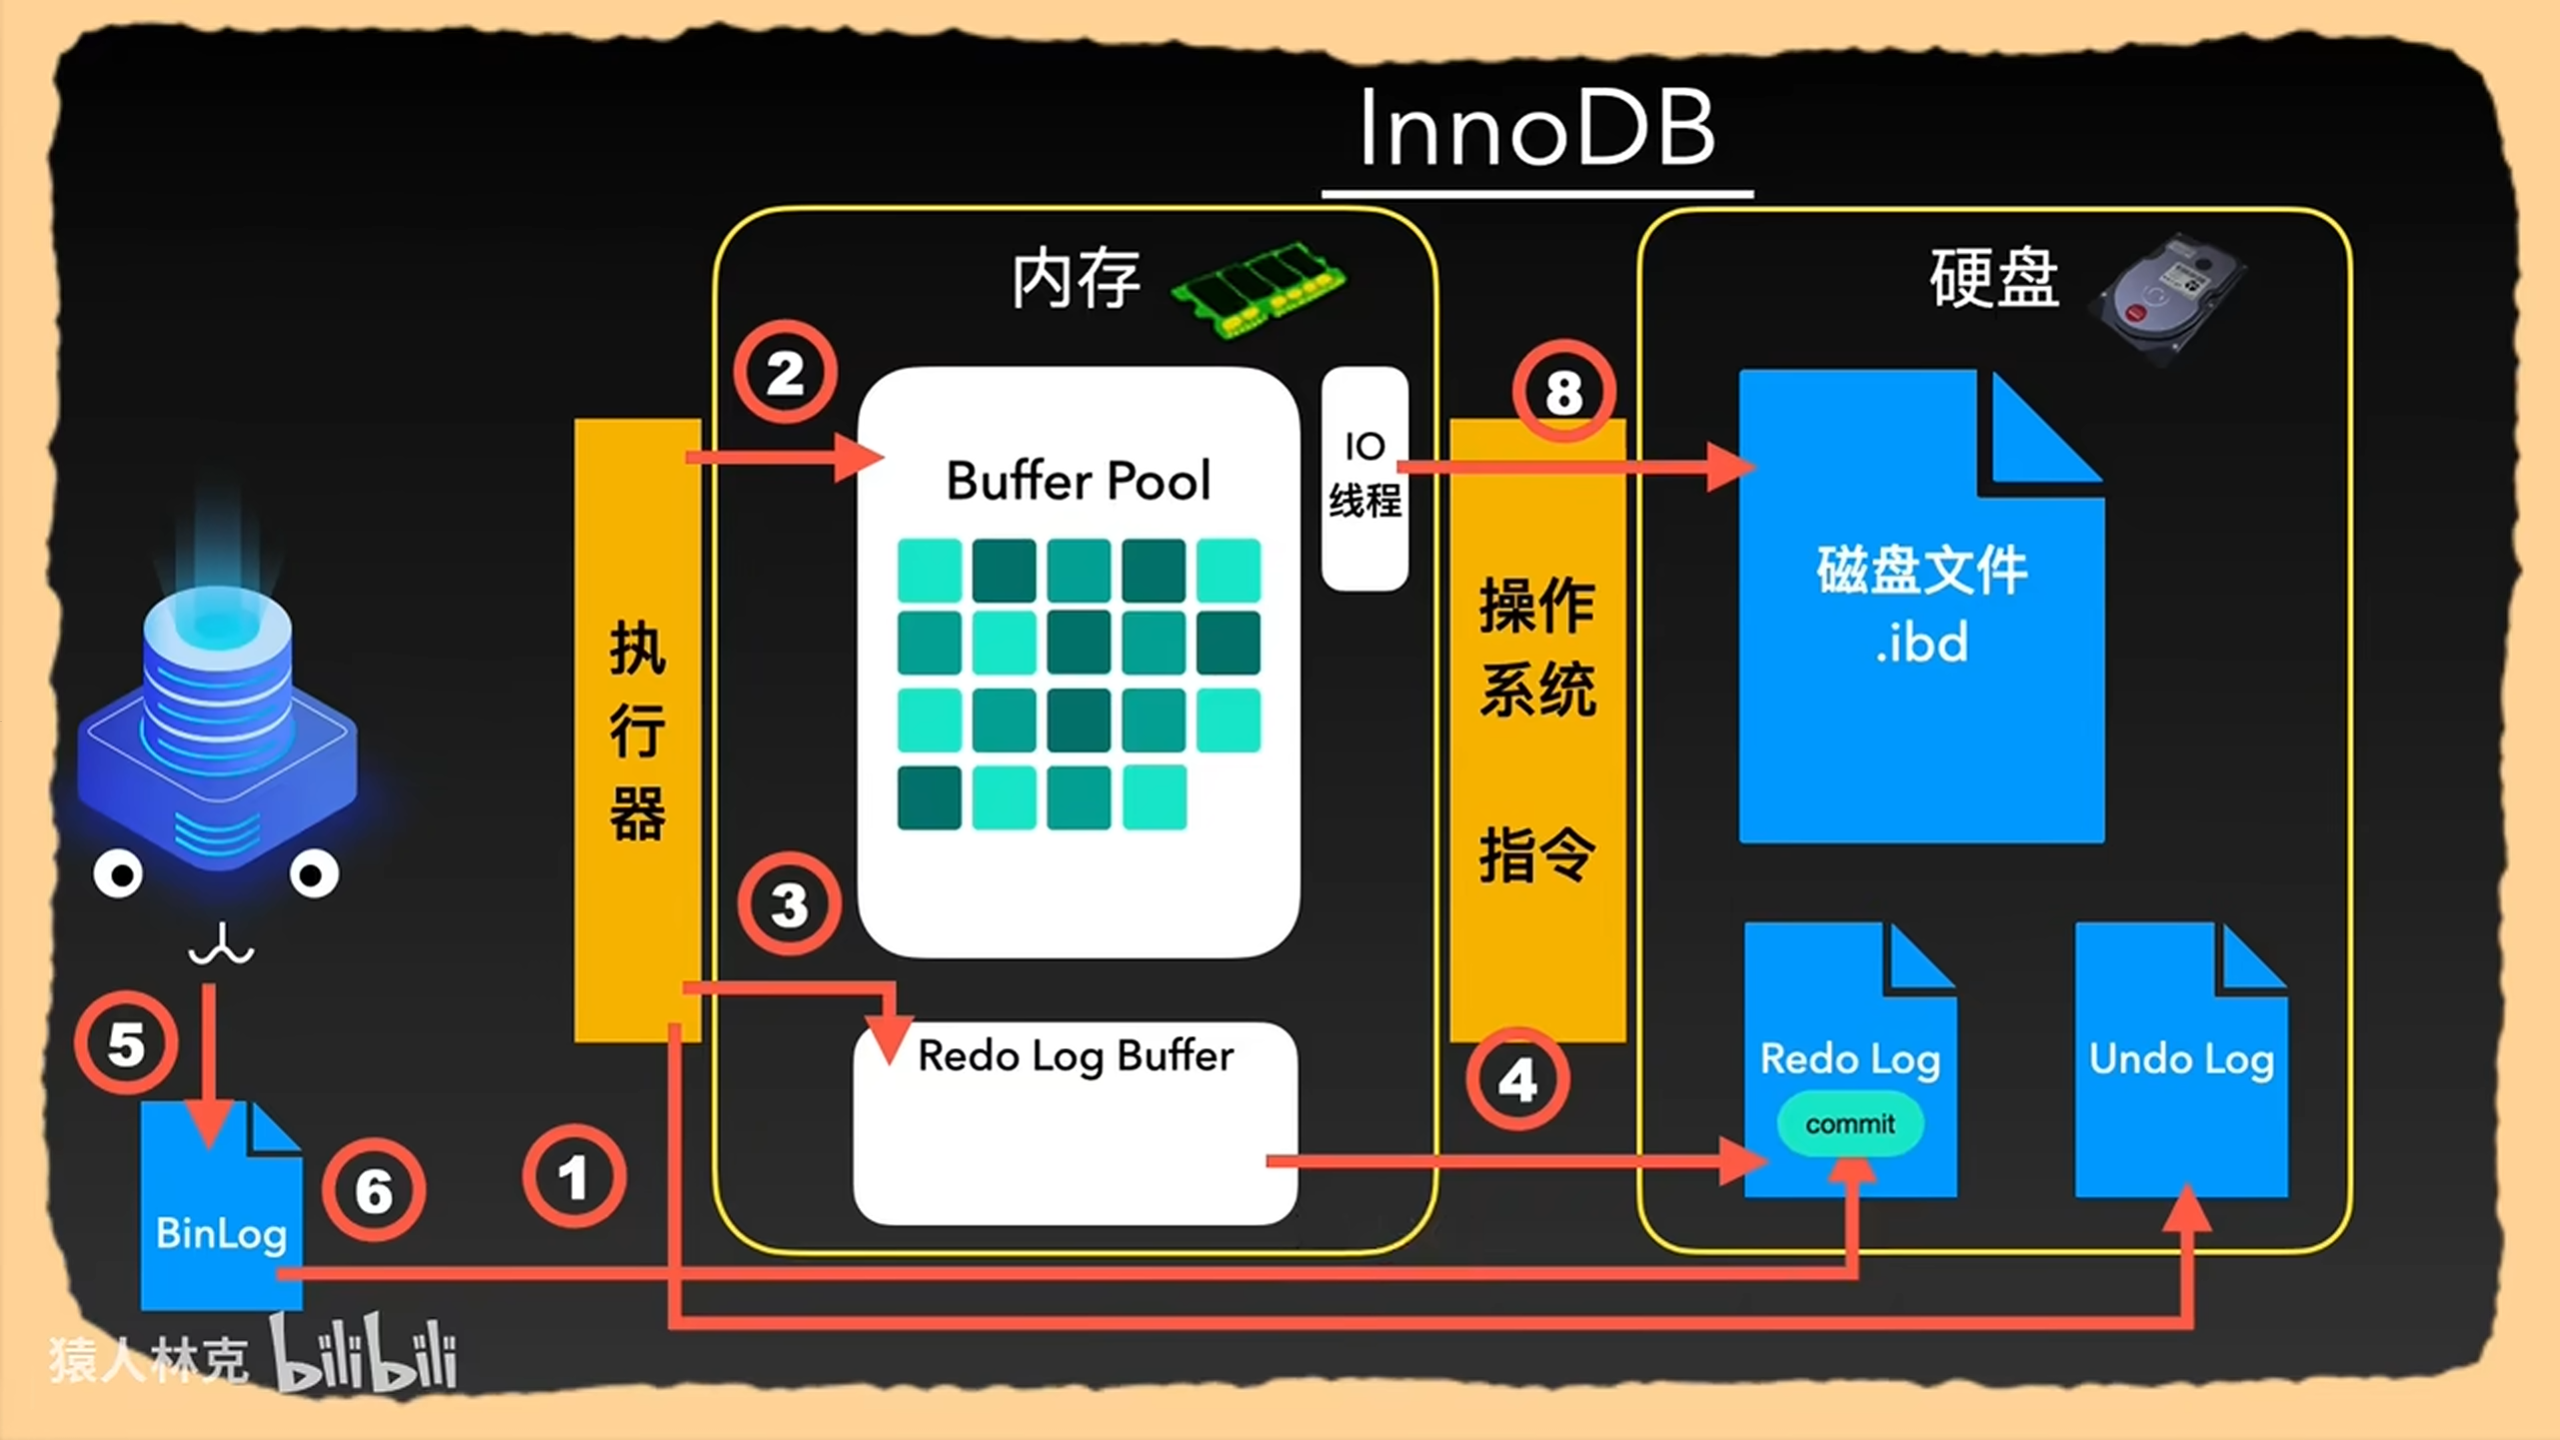 InnoDB
内存
硬盘
2
8
Buffer Pool
IO
线程
执
行
器
操作
系统
指令
磁盘文件
.ibd
3
Redo Log Buffer
4
Redo Log
commit
Undo Log
5
BinLog
6
1
猿人林克 bilibili